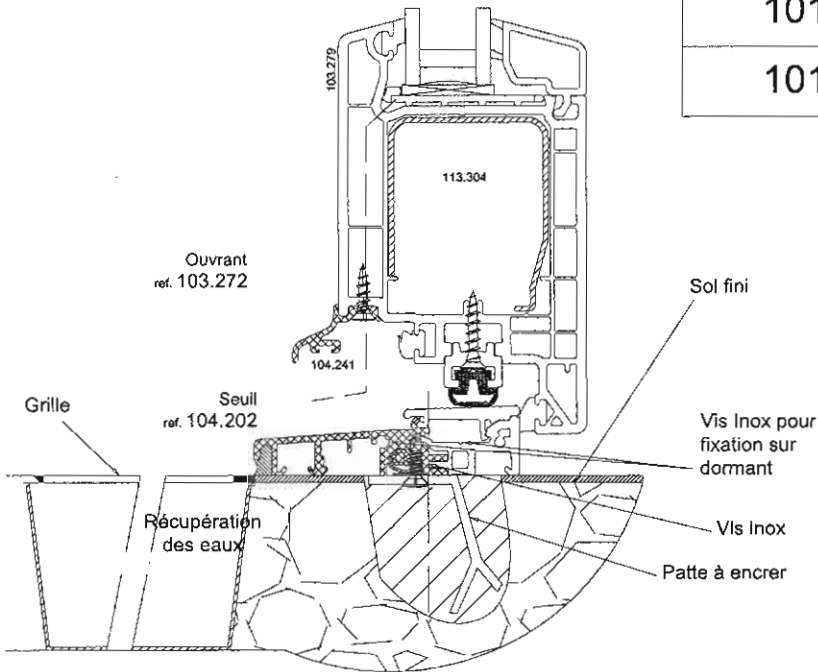 101
101
103.279
113.304
Ouvrant
ref. 103.272
Sol fini
104.241
Seuil
ref. 104.202
Grille
Vis Inox pour
fixation sur
dormant
Récupération
des eaux
Vis Inox
Patte à encrer